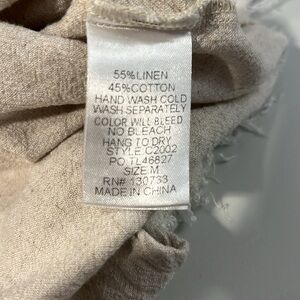 55%LINEN
45%COTTON
HAND WASH COLD
WASH SEPARATELY
COLOR WILL BLEED
NO BLEACH
HANG TO DRY
STYLE C2002
PO.TL46827
SIZE:M
RN# 130733
MADE IN CHINA